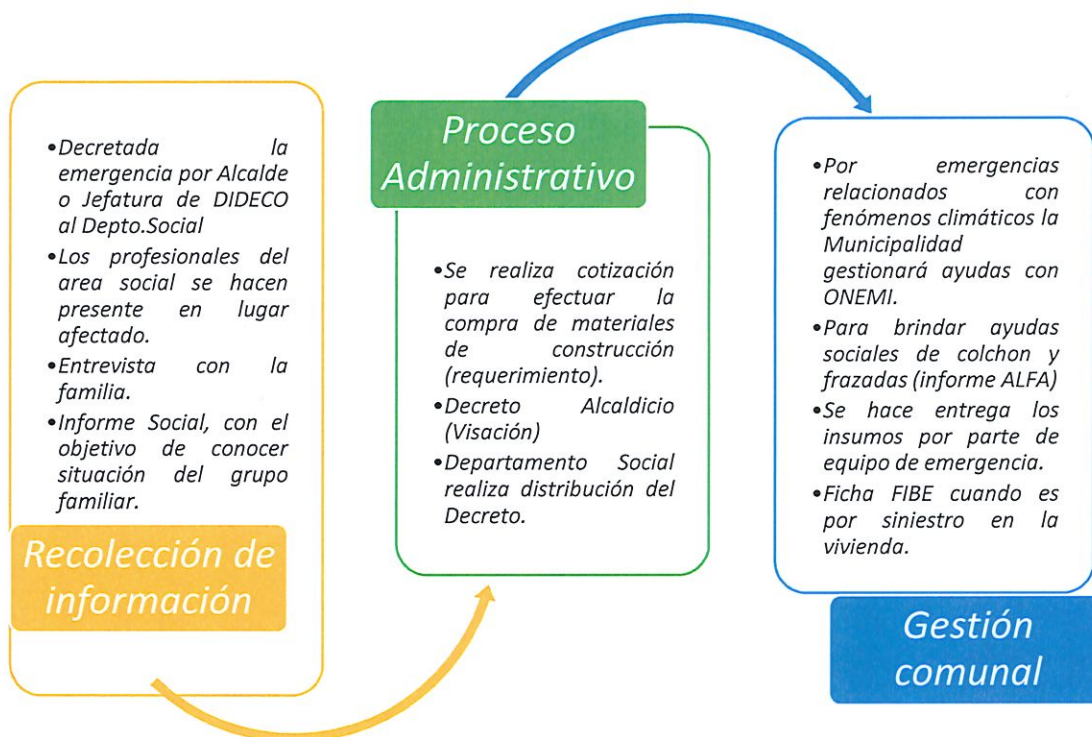 •Decretada la
emergencia por Alcalde
o Jefatura de DIDECO
al Depto.Social
•Los profesionales del
area social se hacen
presente en lugar
afectado.
•Entrevista con la
familia.
•Informe Social, con el
objetivo de conocer
situación del grupo
familiar.
Recolección de
información
Proceso
Administrativo
•Se realiza cotización
para efectuar la
compra de materiales
de construcción
(requerimiento).
•Decreto Alcaldicio
(Visación)
•Departamento Social
realiza distribución del
Decreto.
•Por emergencias
relacionados con
fenómenos climáticos la
Municipalidad
gestionará ayudas con
ONEMI.
•Para brindar ayudas
sociales de colchon y
frazadas (informe ALFA)
•Se hace entrega los
insumos por parte de
equipo de emergencia.
•Ficha FIBE cuando es
por siniestro en la
vivienda.
Gestión
comunal